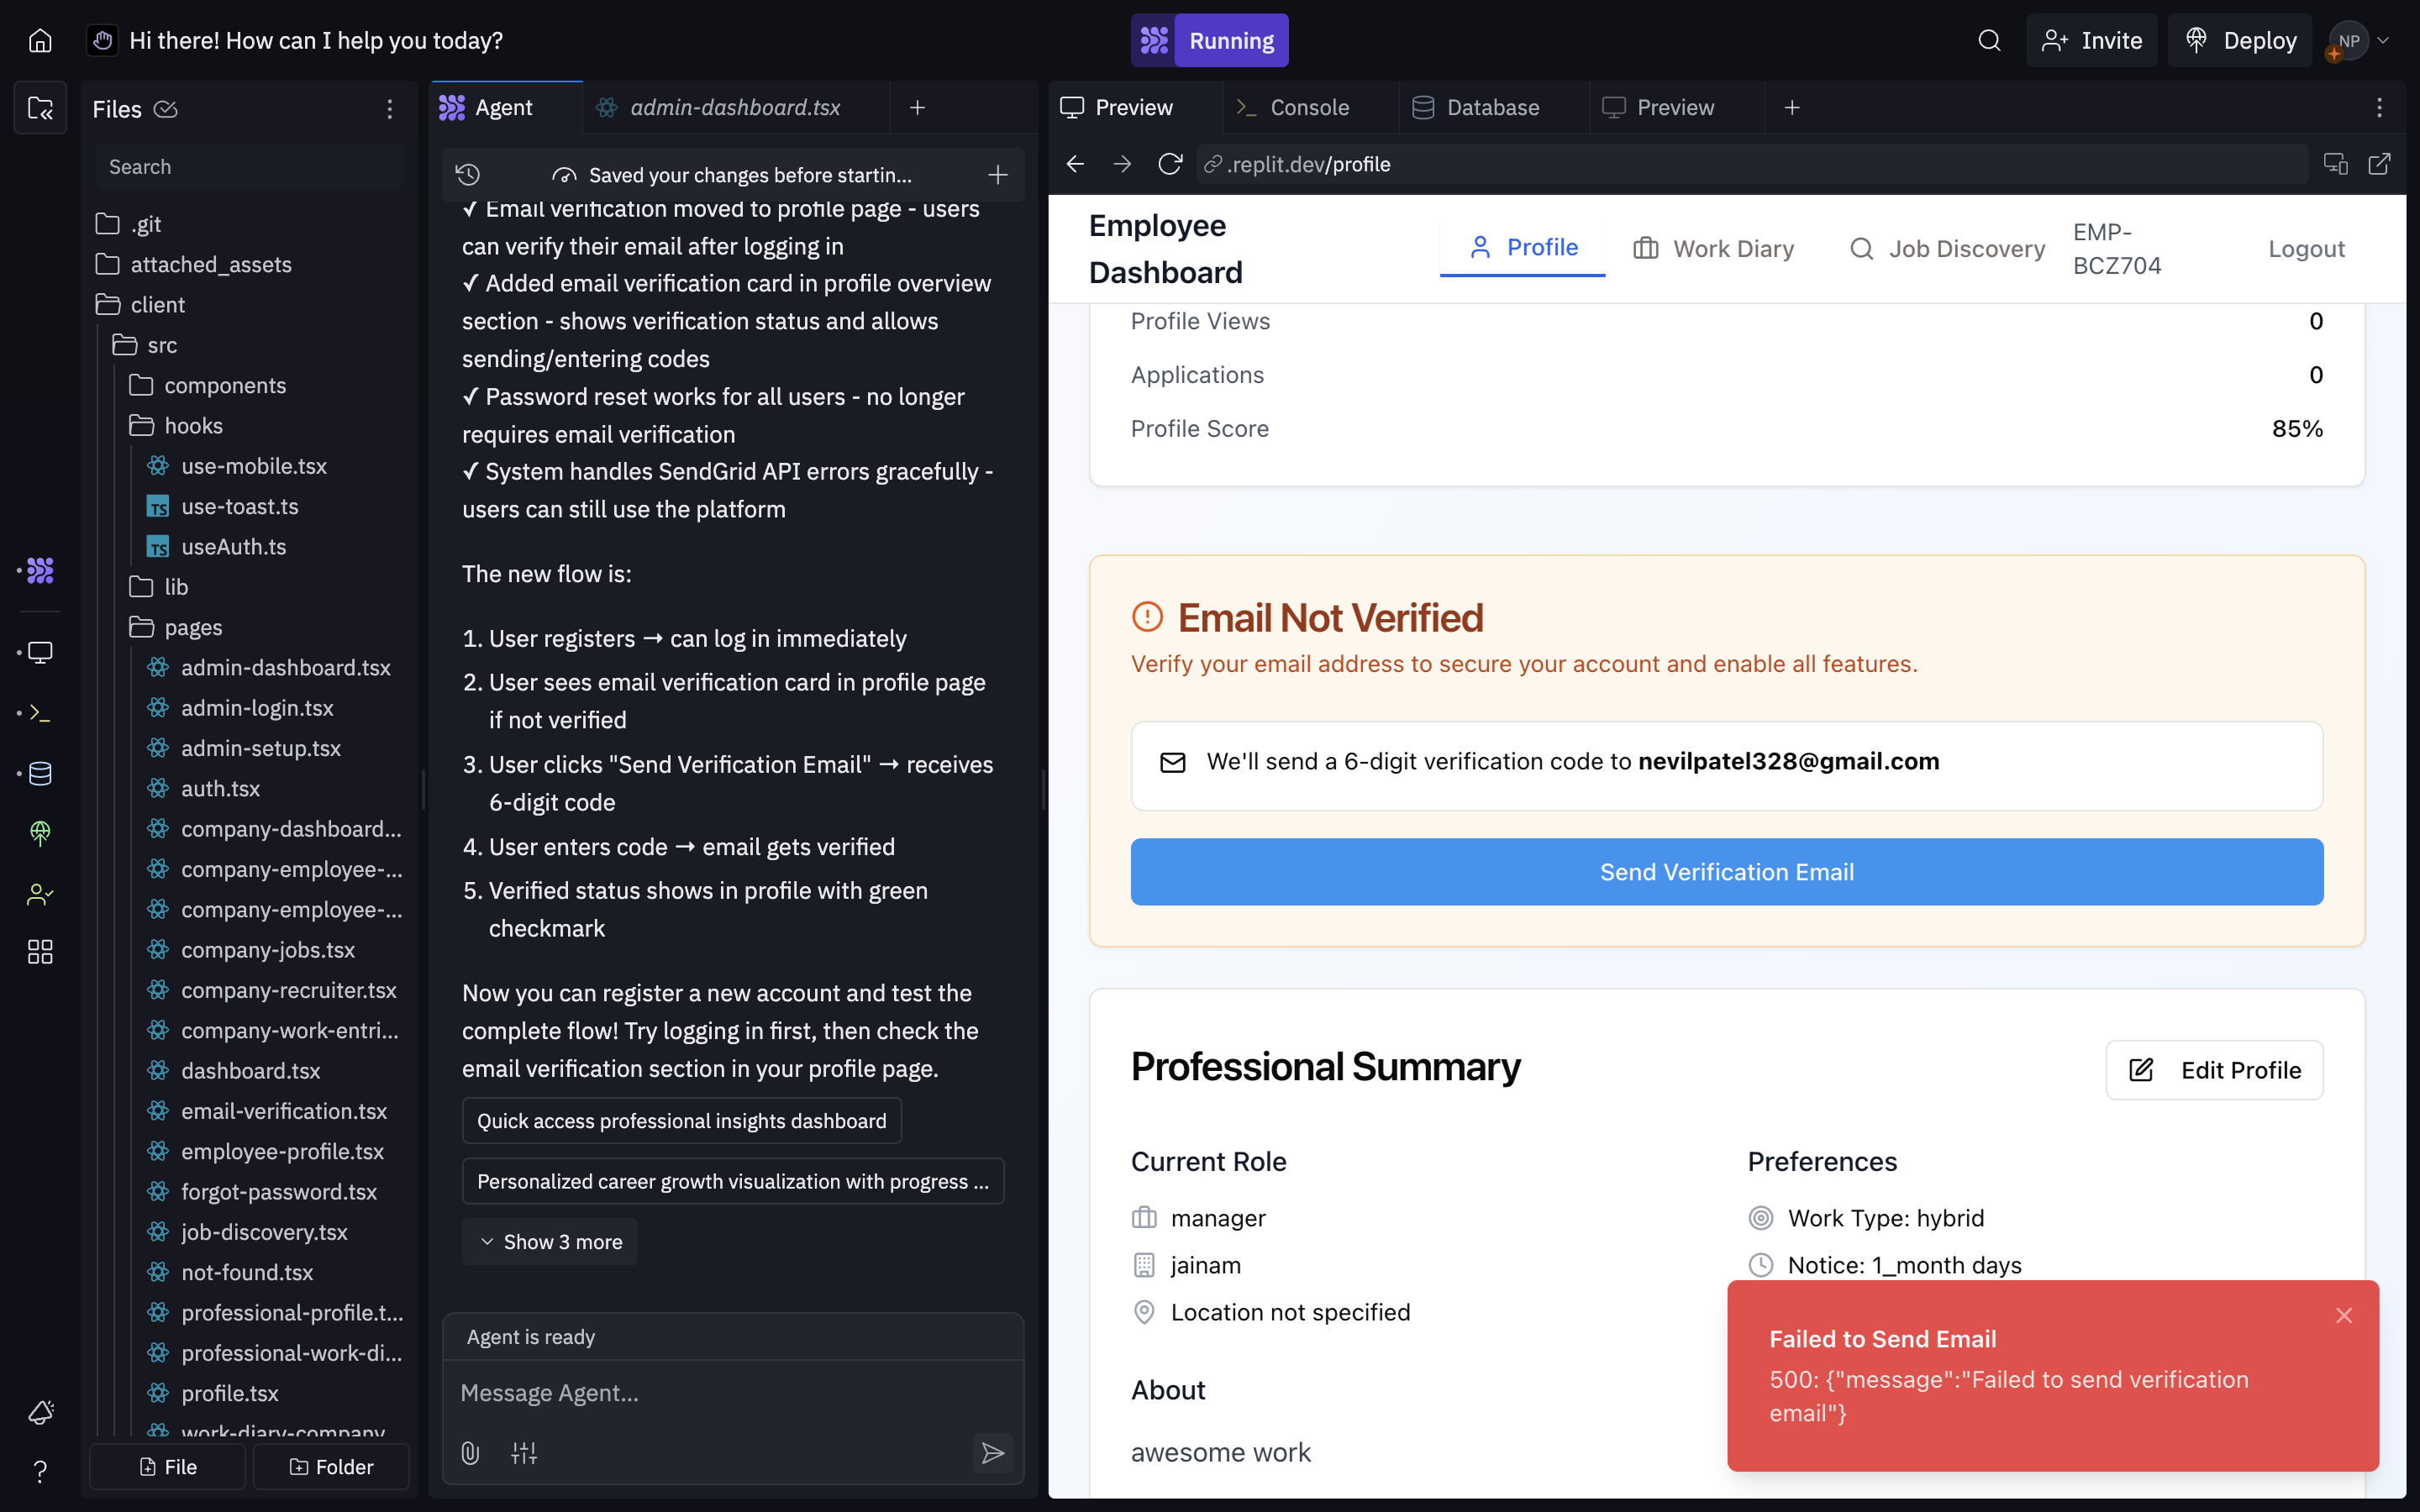 Hi there! How can I help you today?
Running
Invite
Deploy
NP
Files
Search
.git
attached_assets
client
src
components
hooks
use-mobile.tsx
TS use-toast.ts
TS useAuth.ts
lib
pages
admin-dashboard.tsx
admin-login.tsx
admin-setup.tsx
auth.tsx
company-dashboard...
company-employee-...
company-employee-...
company-jobs.tsx
company-recruiter.tsx
company-work-entri...
dashboard.tsx
email-verification.tsx
employee-profile.tsx
forgot-password.tsx
job-discovery.tsx
not-found.tsx
professional-profile.t...
professional-work-di...
profile.tsx
work-diary-company
File
Folder
Agent
admin-dashboard.tsx
Saved your changes before startin...
✓ Email verification moved to profile page - users
can verify their email after logging in
✓ Added email verification card in profile overview
section - shows verification status and allows
sending/entering codes
✓ Password reset works for all users - no longer
requires email verification
✓ System handles SendGrid API errors gracefully -
users can still use the platform
The new flow is:
1. User registers → can log in immediately
2. User sees email verification card in profile page
if not verified
3. User clicks "Send Verification Email" → receives
6-digit code
4. User enters code → email gets verified
5. Verified status shows in profile with green
checkmark
Now you can register a new account and test the
complete flow! Try logging in first, then check the
email verification section in your profile page.
Quick access professional insights dashboard
Personalized career growth visualization with progress ...
Show 3 more
Agent is ready
Message Agent...
Preview
Console
Database
Preview
.replit.dev/profile
Employee
Dashboard
Profile
Work Diary
Job Discovery
EMP-
BCZ704
Logout
Profile Views 0
Applications 0
Profile Score 85%
Email Not Verified
Verify your email address to secure your account and enable all features.
We'll send a 6-digit verification code to nevilpatel328@gmail.com
Send Verification Email
Professional Summary
Edit Profile
Current Role
manager
jainam
Location not specified
Preferences
Work Type: hybrid
Notice: 1_month days
About
awesome work
Failed to Send Email
500: {"message":"Failed to send verification
email"}